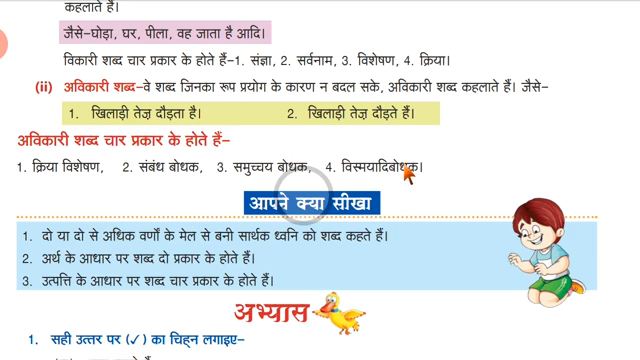 कहलाते हैं।
जैसे–घोड़ा, घर, पीला, वह जाता है आदि।
विकारी शब्द चार प्रकार के होते हैं–1. संज्ञा, 2. सर्वनाम, 3. विशेषण, 4. क्रिया।
(ii) अविकारी शब्द–वे शब्द जिनका रूप प्रयोग के कारण न बदल सके, अविकारी शब्द कहलाते हैं। जैसे–
1. खिलाड़ी तेज़ दौड़ता है। 2. खिलाड़ी तेज़ दौड़ते हैं।
अविकारी शब्द चार प्रकार के होते हैं–
1. क्रिया विशेषण, 2. संबंध बोधक, 3. समुच्चय बोधक, 4. विस्मयादिबोधक।
आपने क्या सीखा
1. दो या दो से अधिक वर्णों के मेल से बनी सार्थक ध्वनि को शब्द कहते हैं।
2. अर्थ के आधार पर शब्द दो प्रकार के होते हैं।
3. उत्पत्ति के आधार पर शब्द चार प्रकार के होते हैं।
अभ्यास
1. सही उत्तर पर (✓) का चिह्न लगाइए–